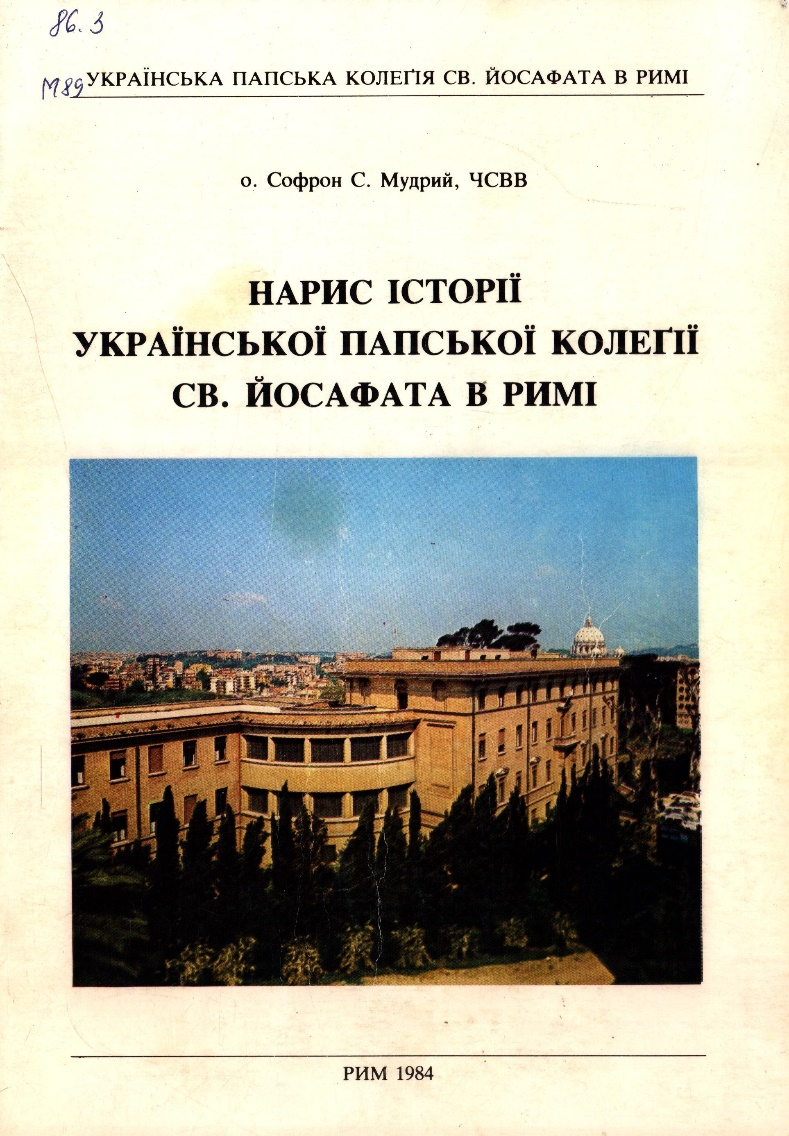 86.3
М89
УКРАЇНСЬКА ПАПСЬКА КОЛЕҐІЯ СВ. ЙОСАФАТА В РИМІ
о. Софрон С. Мудрий, ЧСВВ
НАРИС ІСТОРІЇ
УКРАЇНСЬКОЇ ПАПСЬКОЇ КОЛЕҐІЇ
СВ. ЙОСАФАТА В РИМІ
РИМ 1984